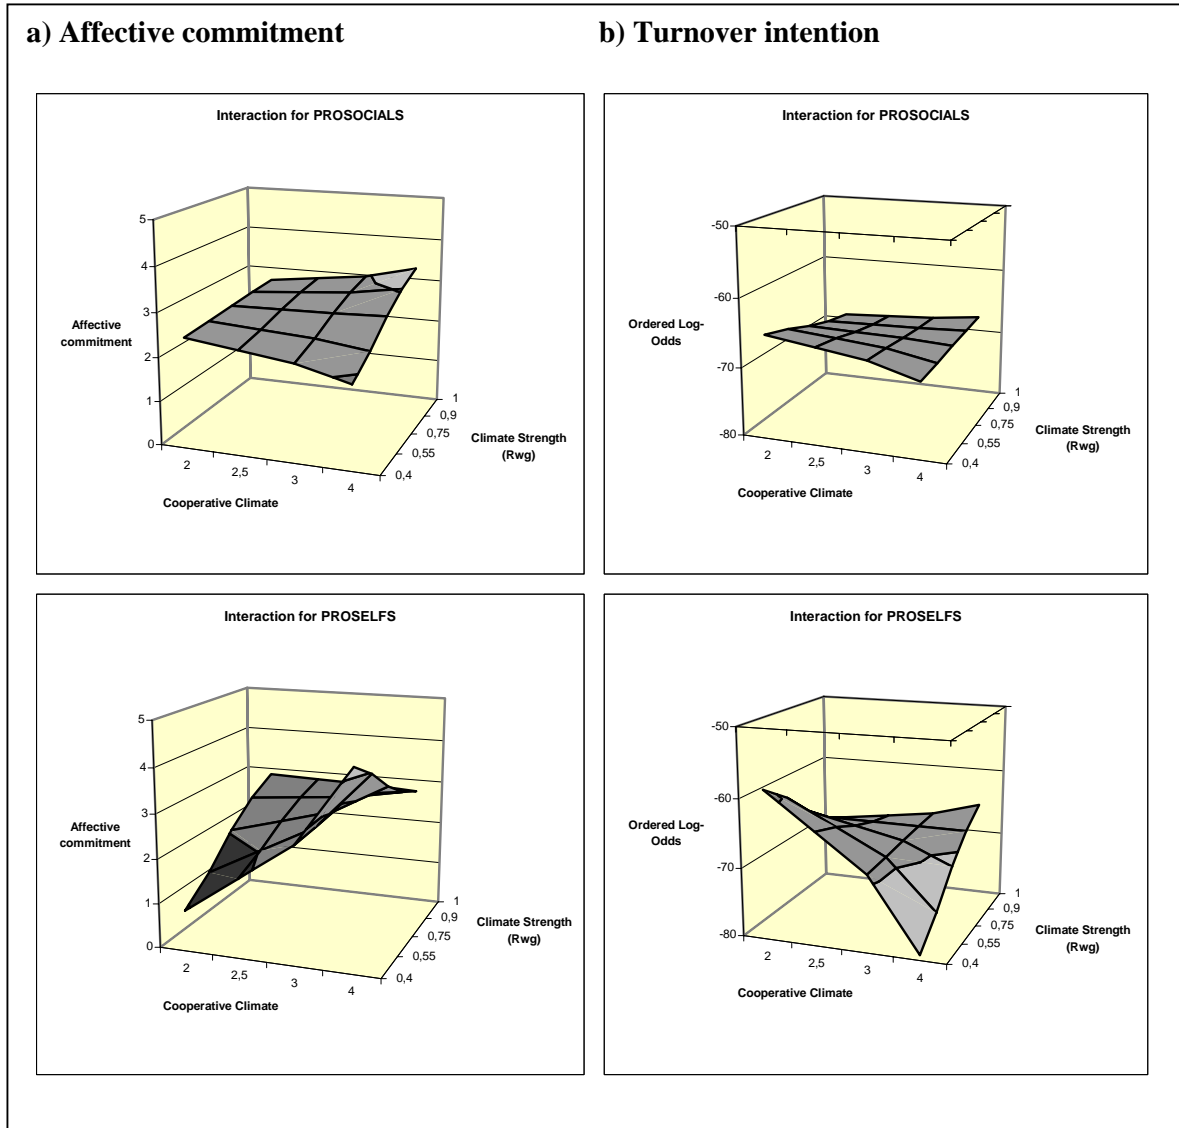 a) Affective commitment
b) Turnover intention
Interaction for PROSOCIALS
5
4
3
2
1
0
Affective
commitment
2
2,5
3
4
Cooperative Climate
0,4
0,55
0,75
0,9
1
Climate Strength
(Rwg)
Interaction for PROSOCIALS
-50
-60
-70
-80
Ordered Log-
Odds
2
2,5
3
4
Cooperative Climate
0,4
0,55
0,75
0,9
1
Climate Strength
(Rwg)
Interaction for PROSELFS
5
4
3
2
1
0
Affective
commitment
2
2,5
3
4
Cooperative Climate
0,4
0,55
0,75
0,9
1
Climate Strength
(Rwg)
Interaction for PROSELFS
-50
-60
-70
-80
Ordered Log-
Odds
2
2,5
3
4
Cooperative Climate
0,4
0,55
0,75
0,9
1
Climate Strength
(Rwg)